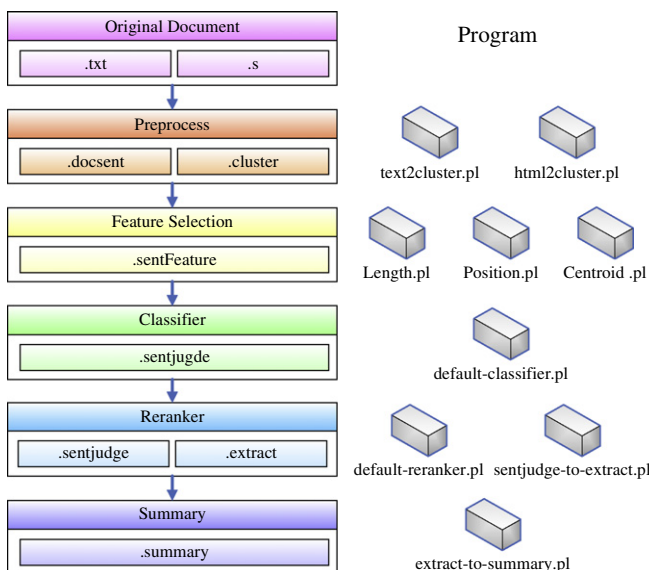 Original Document
.txt
.s
Preprocess
.docsent
.cluster
Feature Selection
.sentFeature
Classifier
.sentjugde
Reranker
.sentjudge
.extract
Summary
.summary
Program
text2cluster.pl
html2cluster.pl
Length.pl
Position.pl
Centroid .pl
default-classifier.pl
default-reranker.pl
sentjudge-to-extract.pl
extract-to-summary.pl